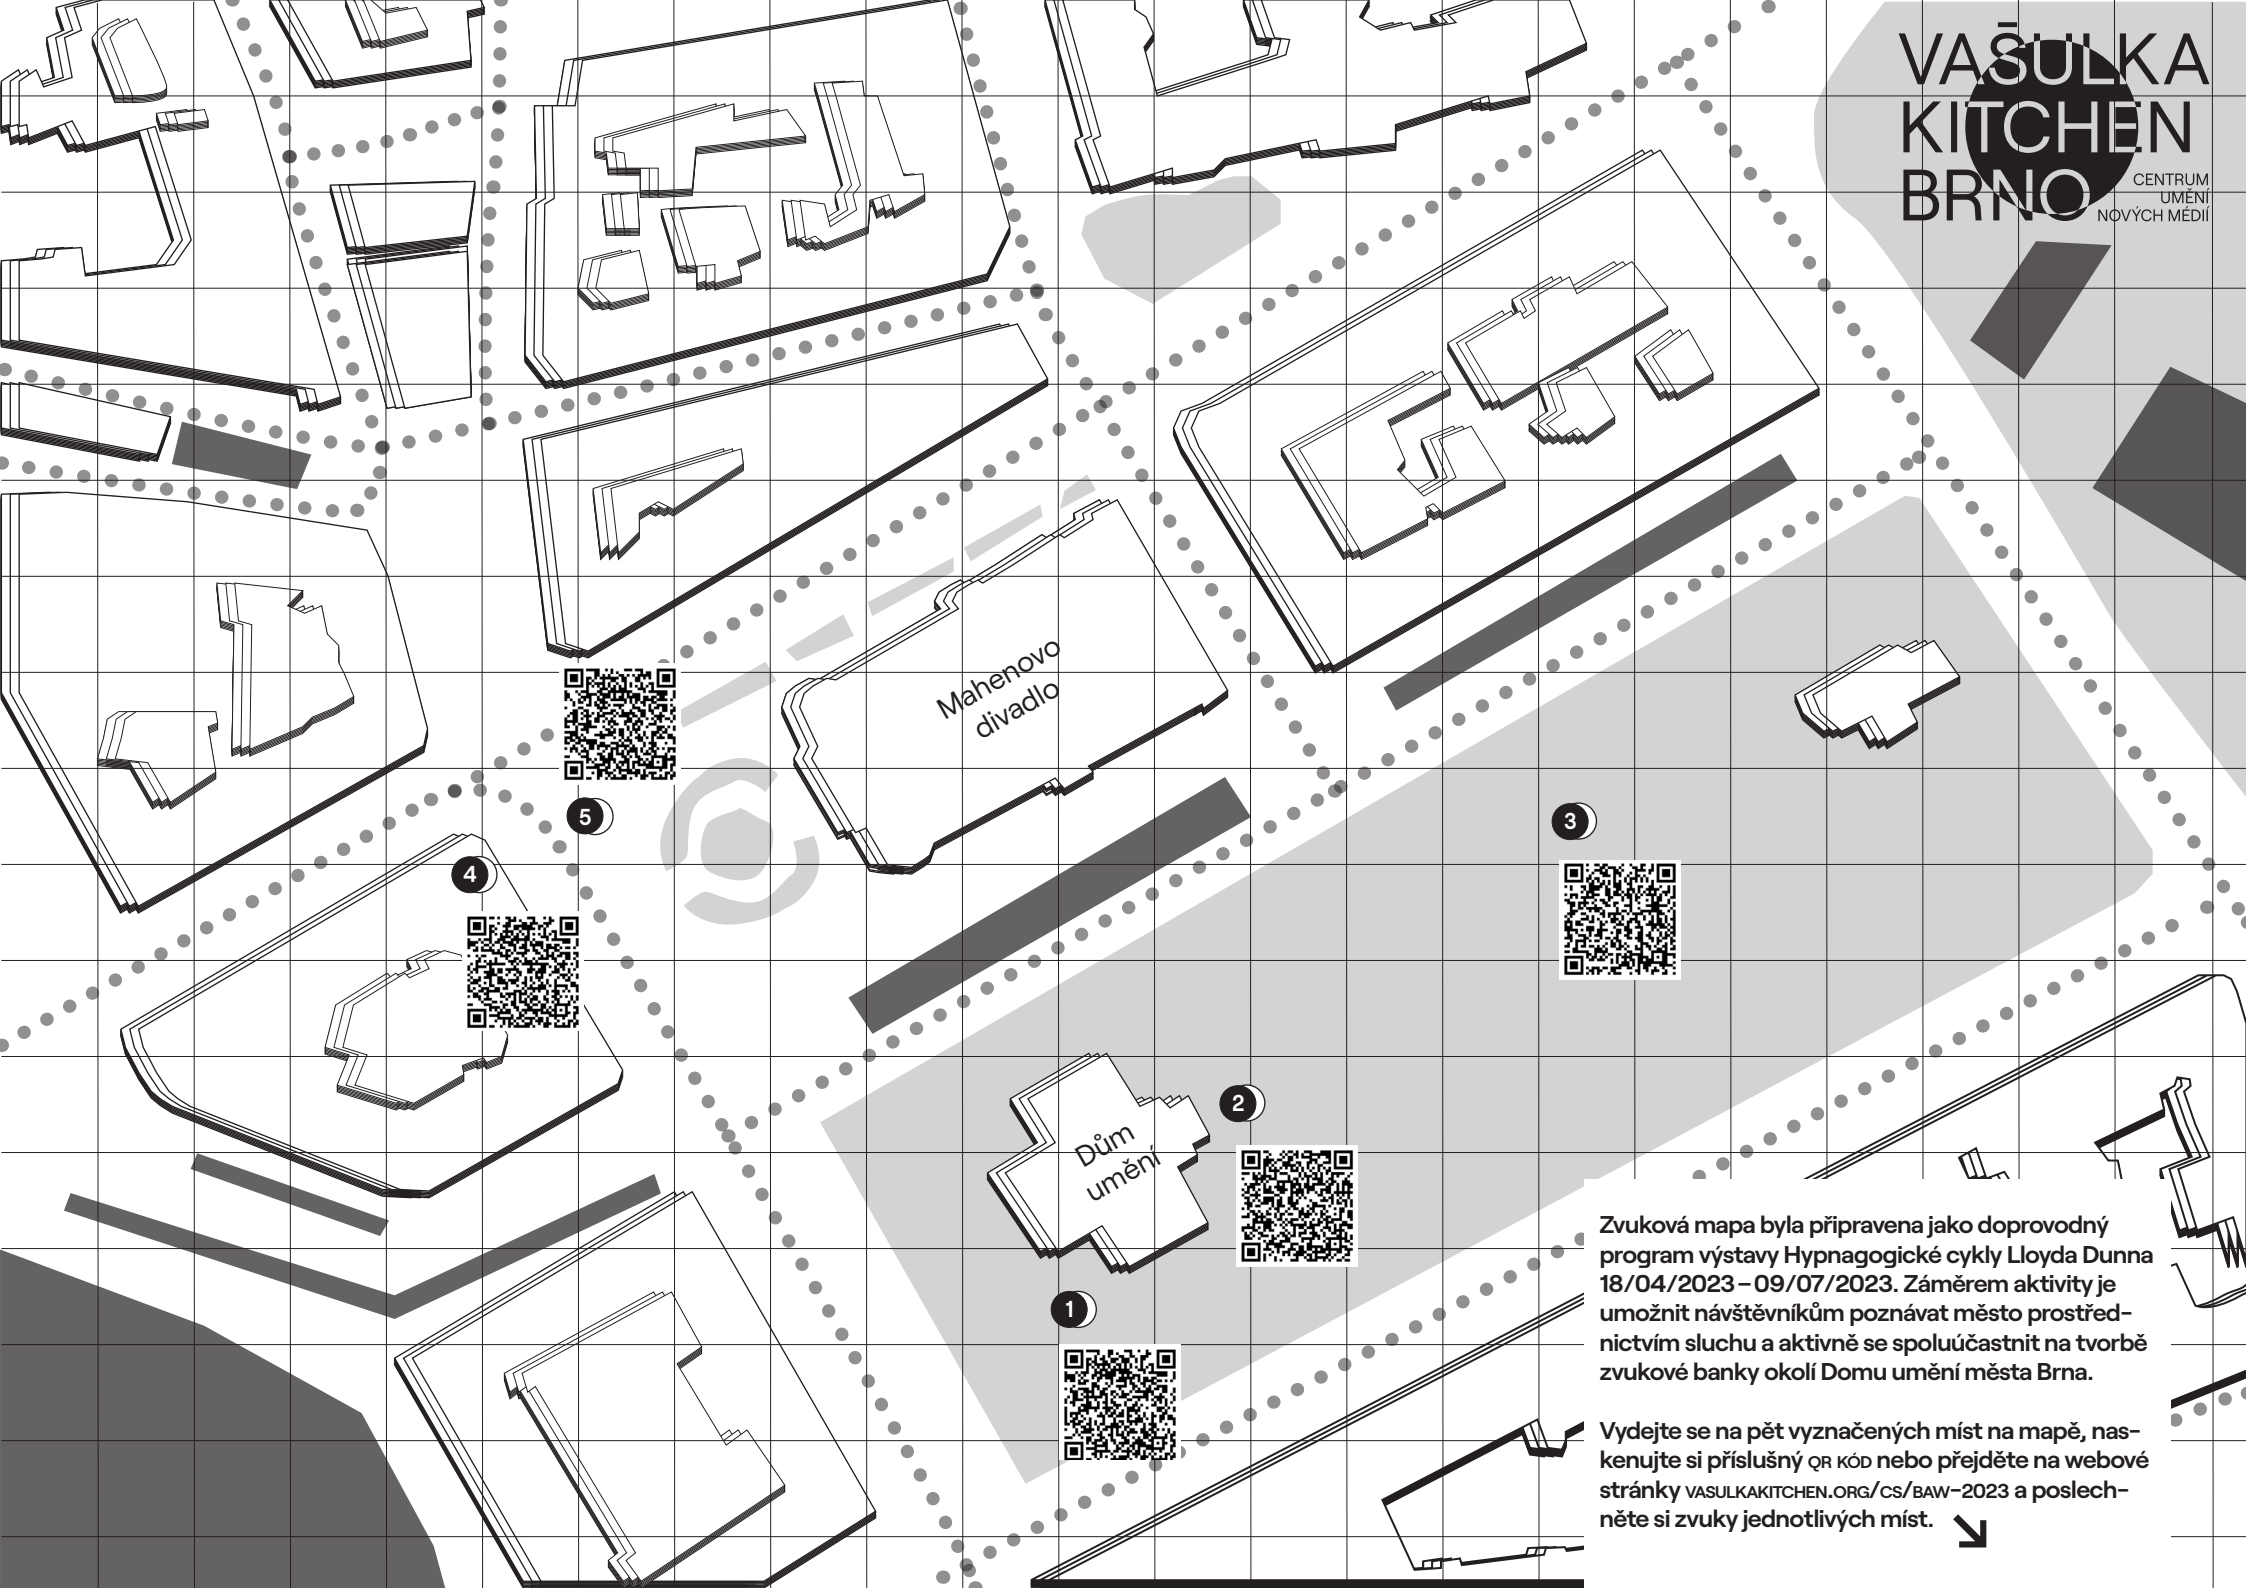 VAŠULKA
KITCHEN
BRNO
CENTRUM
UMĚNÍ
NOVÝCH MÉDIÍ
Mahenovo
divadlo
5
3
4
2
Dům
umění
1
Zvuková mapa byla připravena jako doprovodný
program výstavy Hypnagogické cykly Lloyda Dunna
18/04/2023–09/07/2023. Záměrem aktivity je
umožnit návštěvníkům poznávat město prostřed-
nictvím sluchu a aktivně se spoluúčastnit na tvorbě
zvukové banky okolí Domu umění města Brna.
Vydejte se na pět vyznačených míst na mapě, nas-
kenujte si příslušný QR KÓD nebo přejděte na webové
stránky VASULKAKITCHEN.ORG/CS/BAW-2023 a poslech-
něte si zvuky jednotlivých míst.